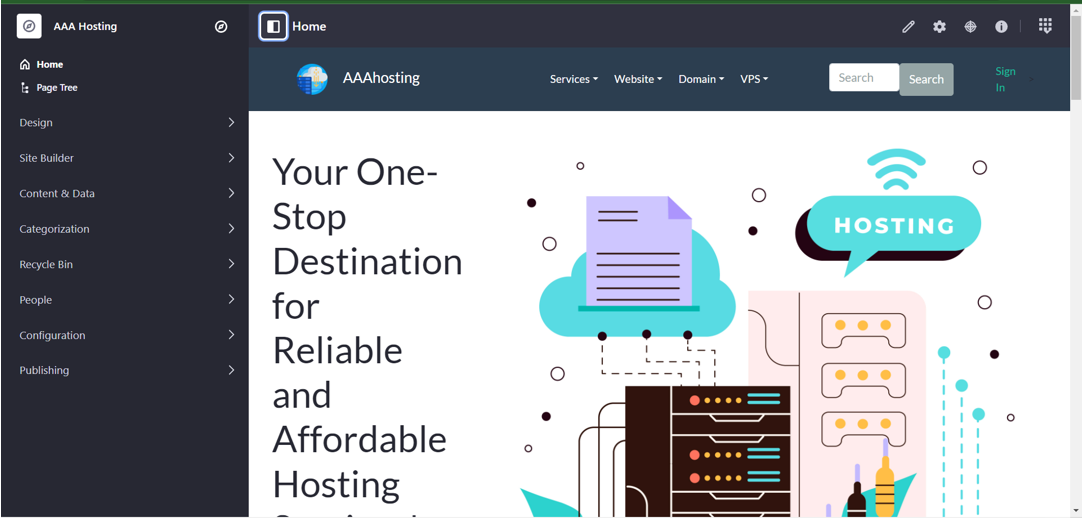 AAA Hosting
Home
Page Tree
Design
Site Builder
Content & Data
Categorization
Recycle Bin
People
Configuration
Publishing
Home
AAAhosting
Services
Website
Domain
VPS
Search
Search
Sign
In
Your One-
Stop
Destination
for
Reliable
and
Affordable
Hosting
HOSTING